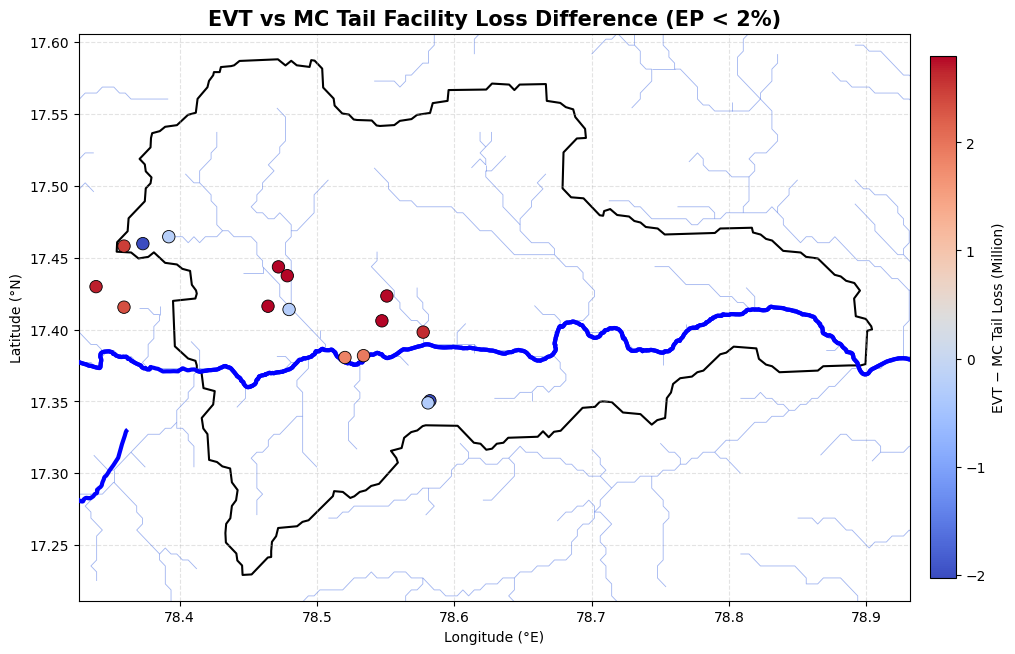 EVT vs MC Tail Facility Loss Difference (EP < 2%)
17.60
17.55
17.50
17.45
17.40
17.35
17.30
17.25
Latitude (°N)
78.4 78.5 78.6 78.7 78.8 78.9
Longitude (°E)
2
1
0
−1
−2
EVT − MC Tail Loss (Million)